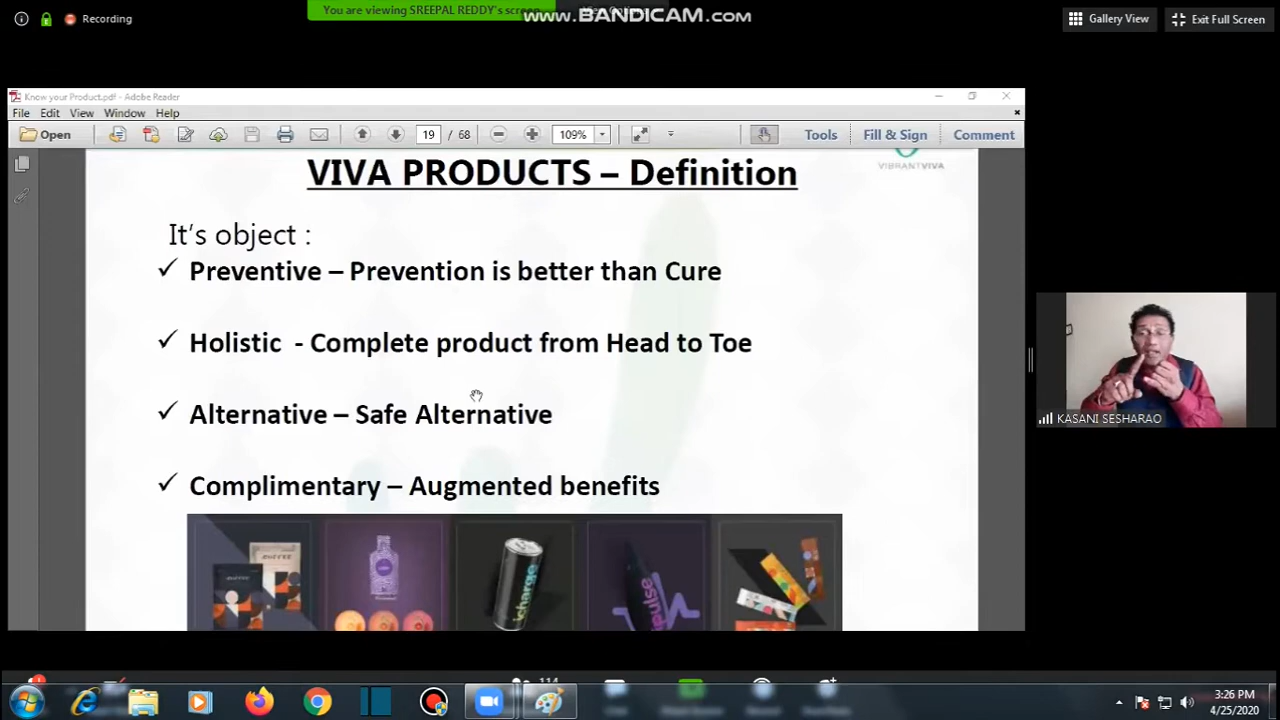 Recording
You are viewing SREEPAL REDDY's screen
www.BANDICAM.com
Gallery View
Exit Full Screen
Know your Product.pdf - Adobe Reader
File Edit View Window Help
Open
19 / 68
109%
Tools
Fill & Sign
Comment
VIVA PRODUCTS – Definition
VIBRANTVIVA
It's object :
✓ Preventive – Prevention is better than Cure
✓ Holistic - Complete product from Head to Toe
✓ Alternative – Safe Alternative
✓ Complimentary – Augmented benefits
icharge
KASANI SESHARAO
114
3:26 PM
4/25/2020